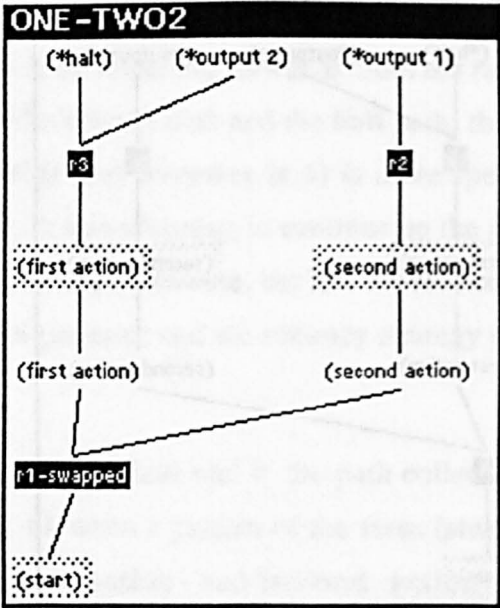 ONE-TWO2
(*halt) (*output 2) (*output 1)
r3 r2
(first action) (second action)
(first action) (second action)
r1-swapped
(start)